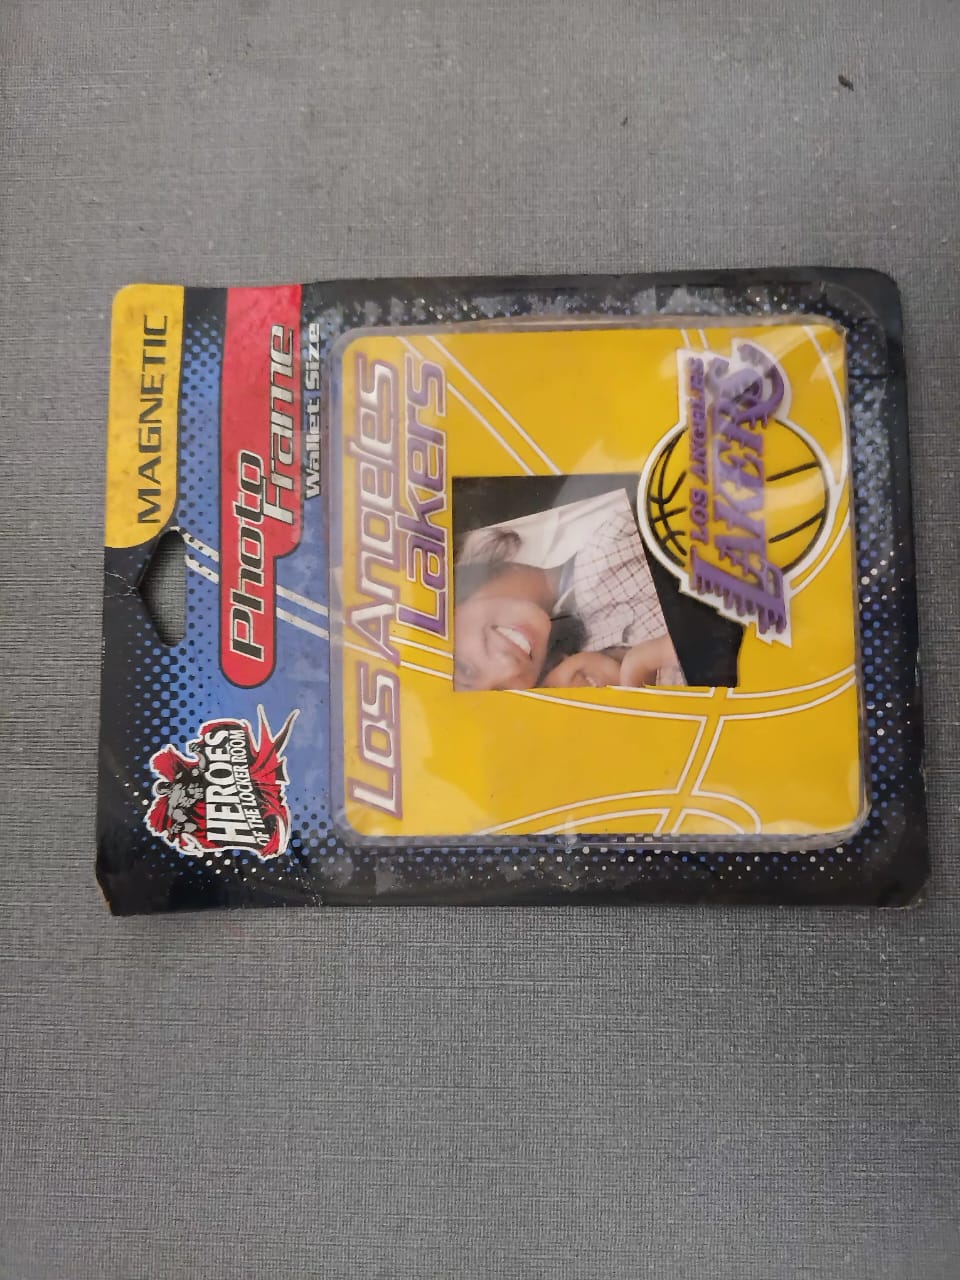 MAGNETIC
Photo
Frame
Wallet Size
HEROES
OF THE LOCKER ROOM
Los Angeles
Lakers
LOS ANGELES
LAKERS